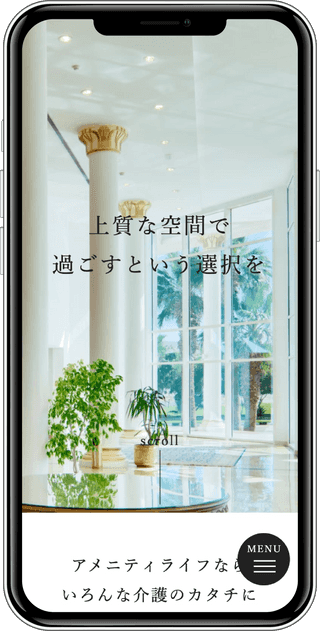 上質な空間で
過ごすという選択を
scroll
MENU
アメニティライフなら
いろんな介護のカタチに